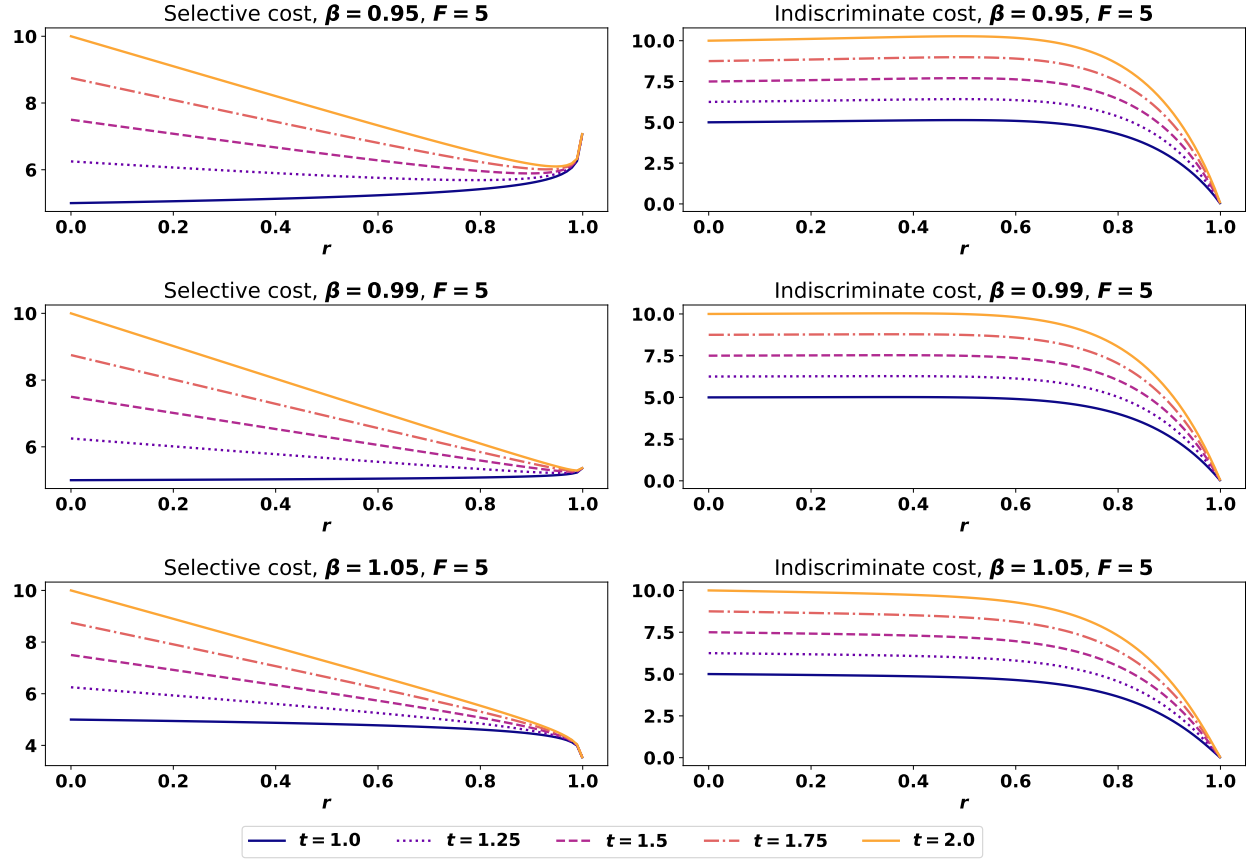 Selective cost, β = 0.95, F = 5
10
8
6
0.0 0.2 0.4 0.6 0.8 1.0
r
Indiscriminate cost, β = 0.95, F = 5
10.0
7.5
5.0
2.5
0.0
0.0 0.2 0.4 0.6 0.8 1.0
r
Selective cost, β = 0.99, F = 5
10
8
6
0.0 0.2 0.4 0.6 0.8 1.0
r
Indiscriminate cost, β = 0.99, F = 5
10.0
7.5
5.0
2.5
0.0
0.0 0.2 0.4 0.6 0.8 1.0
r
Selective cost, β = 1.05, F = 5
10
8
6
4
0.0 0.2 0.4 0.6 0.8 1.0
r
Indiscriminate cost, β = 1.05, F = 5
10.0
7.5
5.0
2.5
0.0
0.0 0.2 0.4 0.6 0.8 1.0
r
t = 1.0 t = 1.25 t = 1.5 t = 1.75 t = 2.0